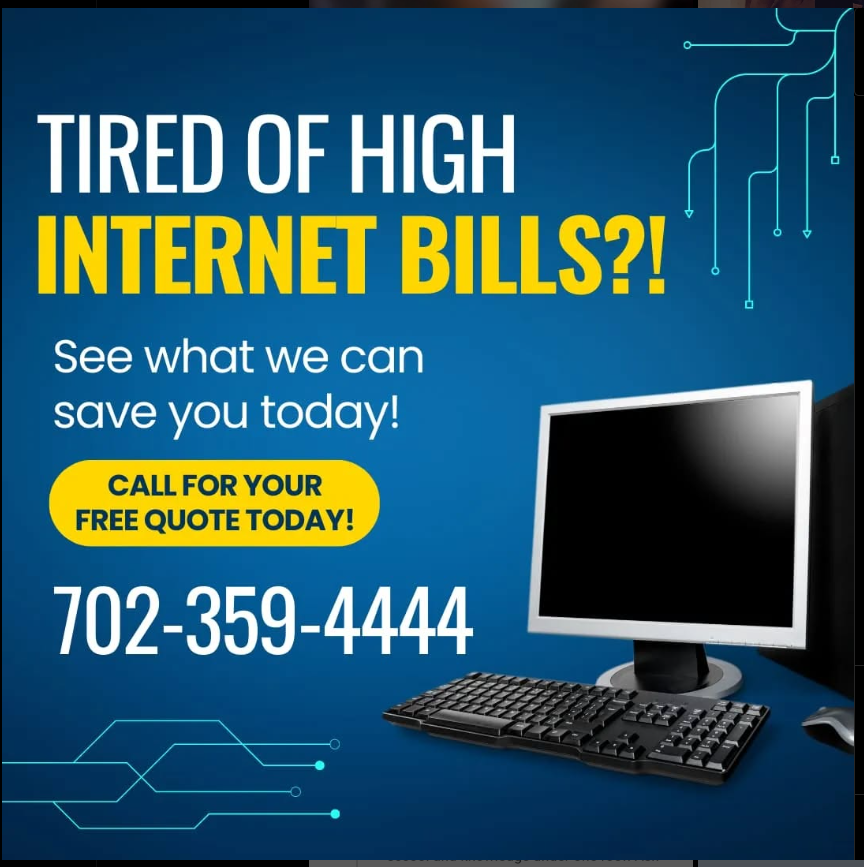 TIRED OF HIGH
INTERNET BILLS?!
See what we can
save you today!
CALL FOR YOUR
FREE QUOTE TODAY!
702-359-4444